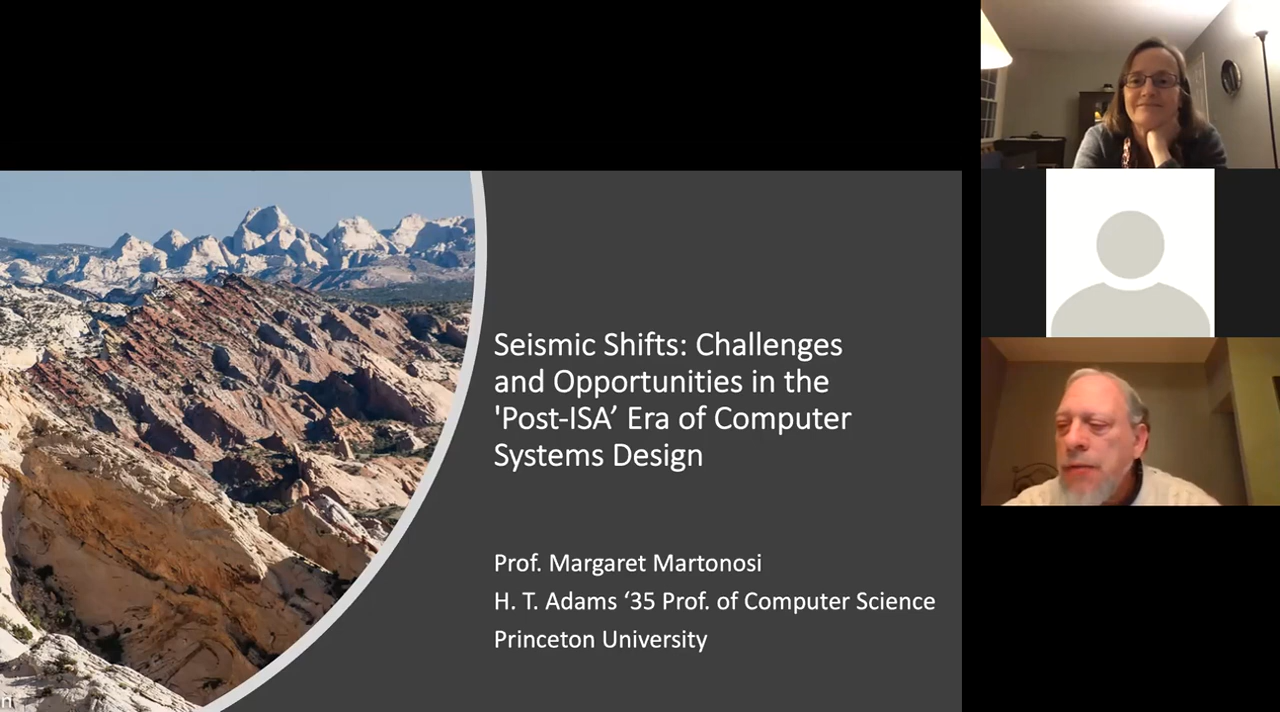 Seismic Shifts: Challenges
and Opportunities in the
'Post-ISA’ Era of Computer
Systems Design
Prof. Margaret Martonosi
H. T. Adams ‘35 Prof. of Computer Science
Princeton University
n